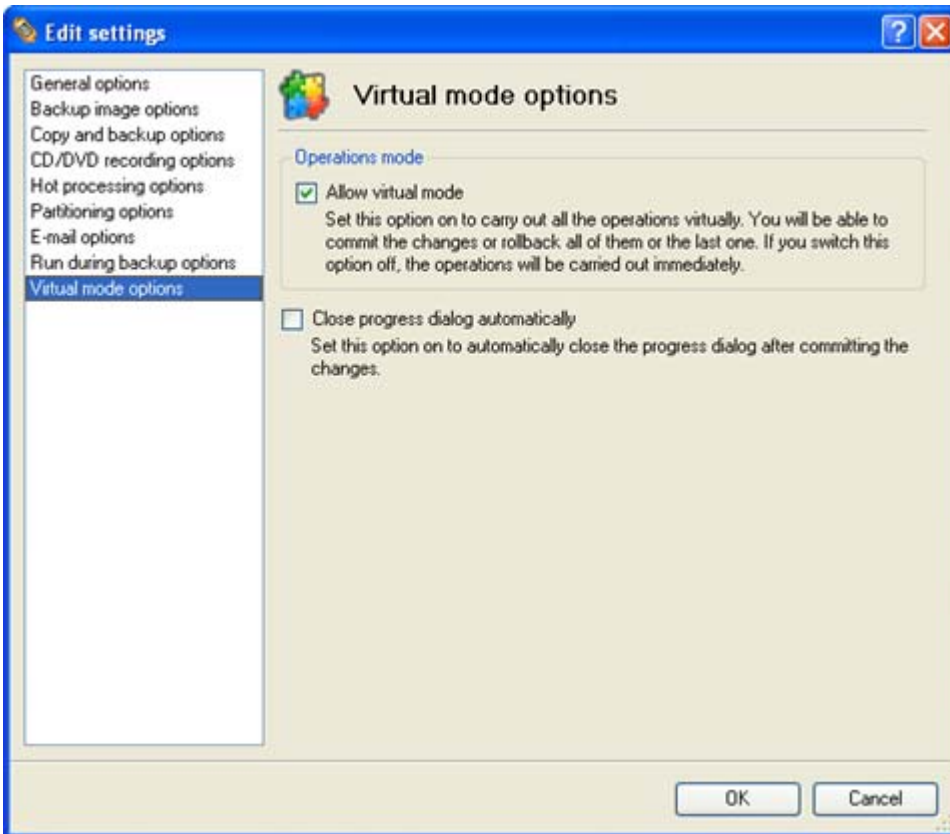 Edit settings
General options
Backup image options
Copy and backup options
CD/DVD recording options
Hot processing options
Partitioning options
E-mail options
Run during backup options
Virtual mode options
Virtual mode options
Operations mode
Allow virtual mode
Set this option on to carry out all the operations virtually. You will be able to
commit the changes or rollback all of them or the last one. If you switch this
option off, the operations will be carried out immediately.
Close progress dialog automatically
Set this option on to automatically close the progress dialog after committing the
changes.
OK
Cancel